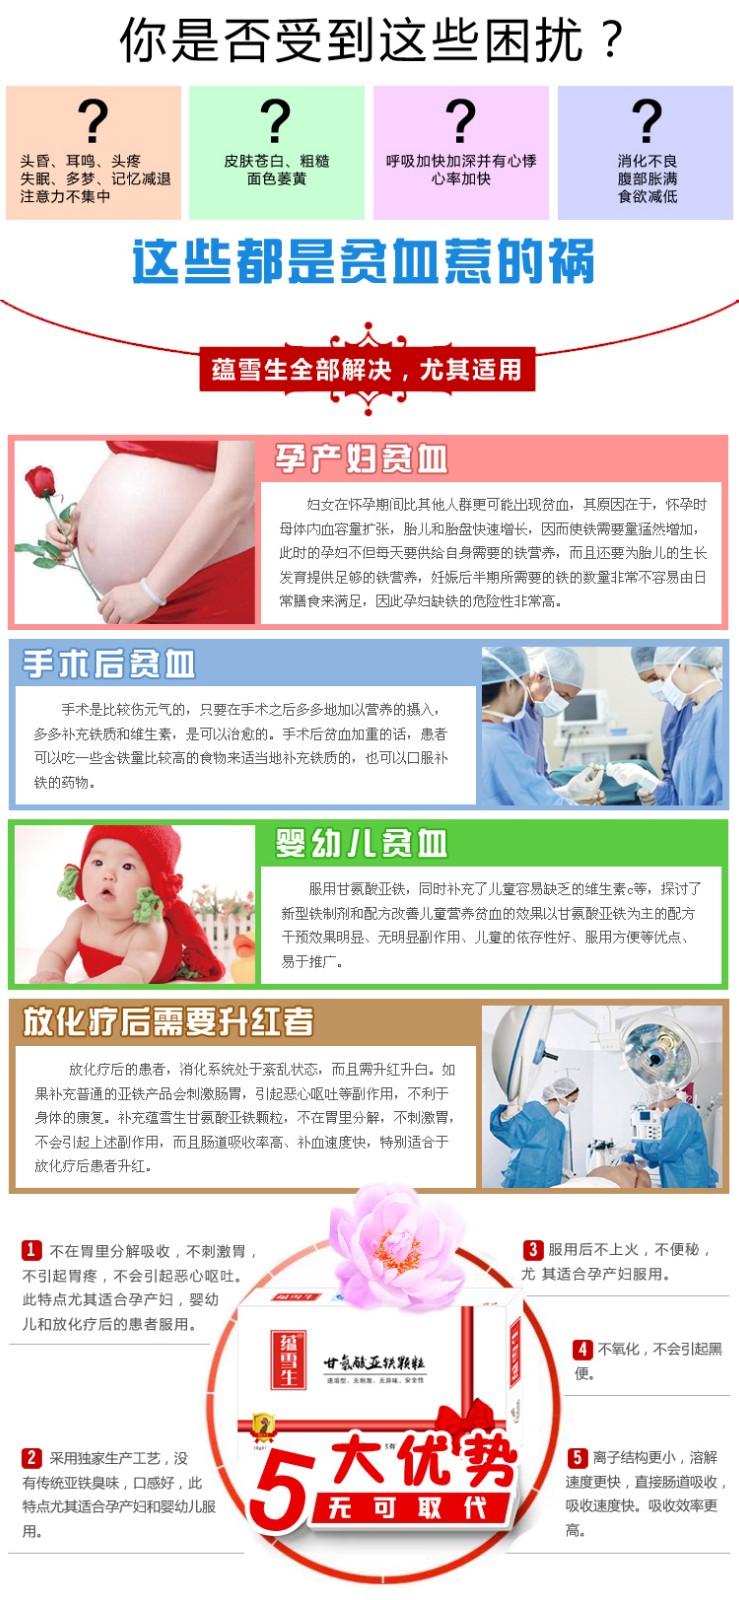 你是否受到这些困扰？
?
头昏、耳鸣、头疼
失眠、多梦、记忆减退
注意力不集中
?
皮肤苍白、粗糙
面色萎黄
?
呼吸加快加深并有心悸
心率加快
?
消化不良
腹部胀满
食欲减低
这些都是贫血惹的祸
蕴雪生全部解决，尤其适用
孕产妇贫血
妇女在怀孕期间比其他人群更可能出现贫血，其原因在于，怀孕时
母体内血容量扩张，胎儿和胎盘快速增长，因而使铁需要量猛然增加，
此时的孕妇不但每天要供给自身需要的铁营养，而且还要为胎儿的生长
发育提供足够的铁营养，妊娠后半期所需要的铁的数量非常不容易由日
常膳食来满足，因此孕妇缺铁的危险性非常高。
手术后贫血
手术是比较伤元气的，只要在手术之后多多地加以营养的摄入，
多多补充铁质和维生素，是可以治愈的。手术后贫血加重的话，患者
可以吃一些含铁量比较高的食物来适当地补充铁质的，也可以口服补
铁的药物。
婴幼儿贫血
服用甘氨酸亚铁，同时补充了儿童容易缺乏的维生素c等，探讨了
新型铁制剂和配方改善儿童营养贫血的效果以甘氨酸亚铁为主的配方
干预效果明显、无明显副作用、儿童的依存性好、服用方便等优点、
易于推广。
放化疗后需要升红者
放化疗后的患者，消化系统处于紊乱状态，而且需升红升白。如
果补充普通的亚铁产品会刺激肠胃，引起恶心呕吐等副作用，不利于
身体的康复。补充蕴雪生甘氨酸亚铁颗粒，不在胃里分解，不刺激胃，
不会引起上述副作用，而且肠道吸收率高、补血速度快，特别适合于
放化疗后患者升红。
1 不在胃里分解吸收，不刺激胃，
不引起胃疼，不会引起恶心呕吐。
此特点尤其适合孕产妇，婴幼
儿和放化疗后的患者服用。
2 采用独家生产工艺，没
有传统亚铁臭味，口感好，此
特点尤其适合孕产妇和婴幼儿服
用。
蕴雪生
蕴雪生
甘氨酸亚铁颗粒
速溶型、无刺激、无异味、安全性
5大优势
无可取代
3 服用后不上火，不便秘，
尤 其适合孕产妇服用。
4 不氧化，不会引起黑
便。
5 离子结构更小，溶解
速度更快，直接肠道吸收，
吸收速度快。吸收效率更
高。